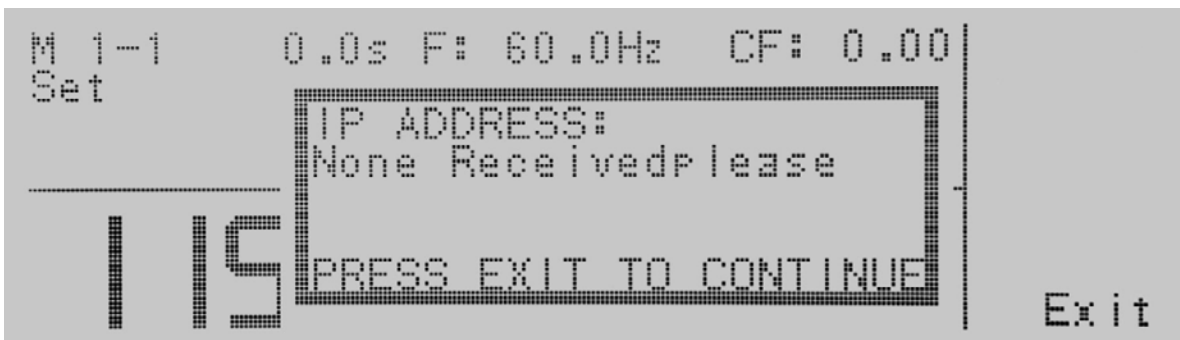 M 1-1 0.0s F: 60.0Hz CF: 0.00
Set
IP ADDRESS:
None Receivedplease
115
PRESS EXIT TO CONTINUE
Exit